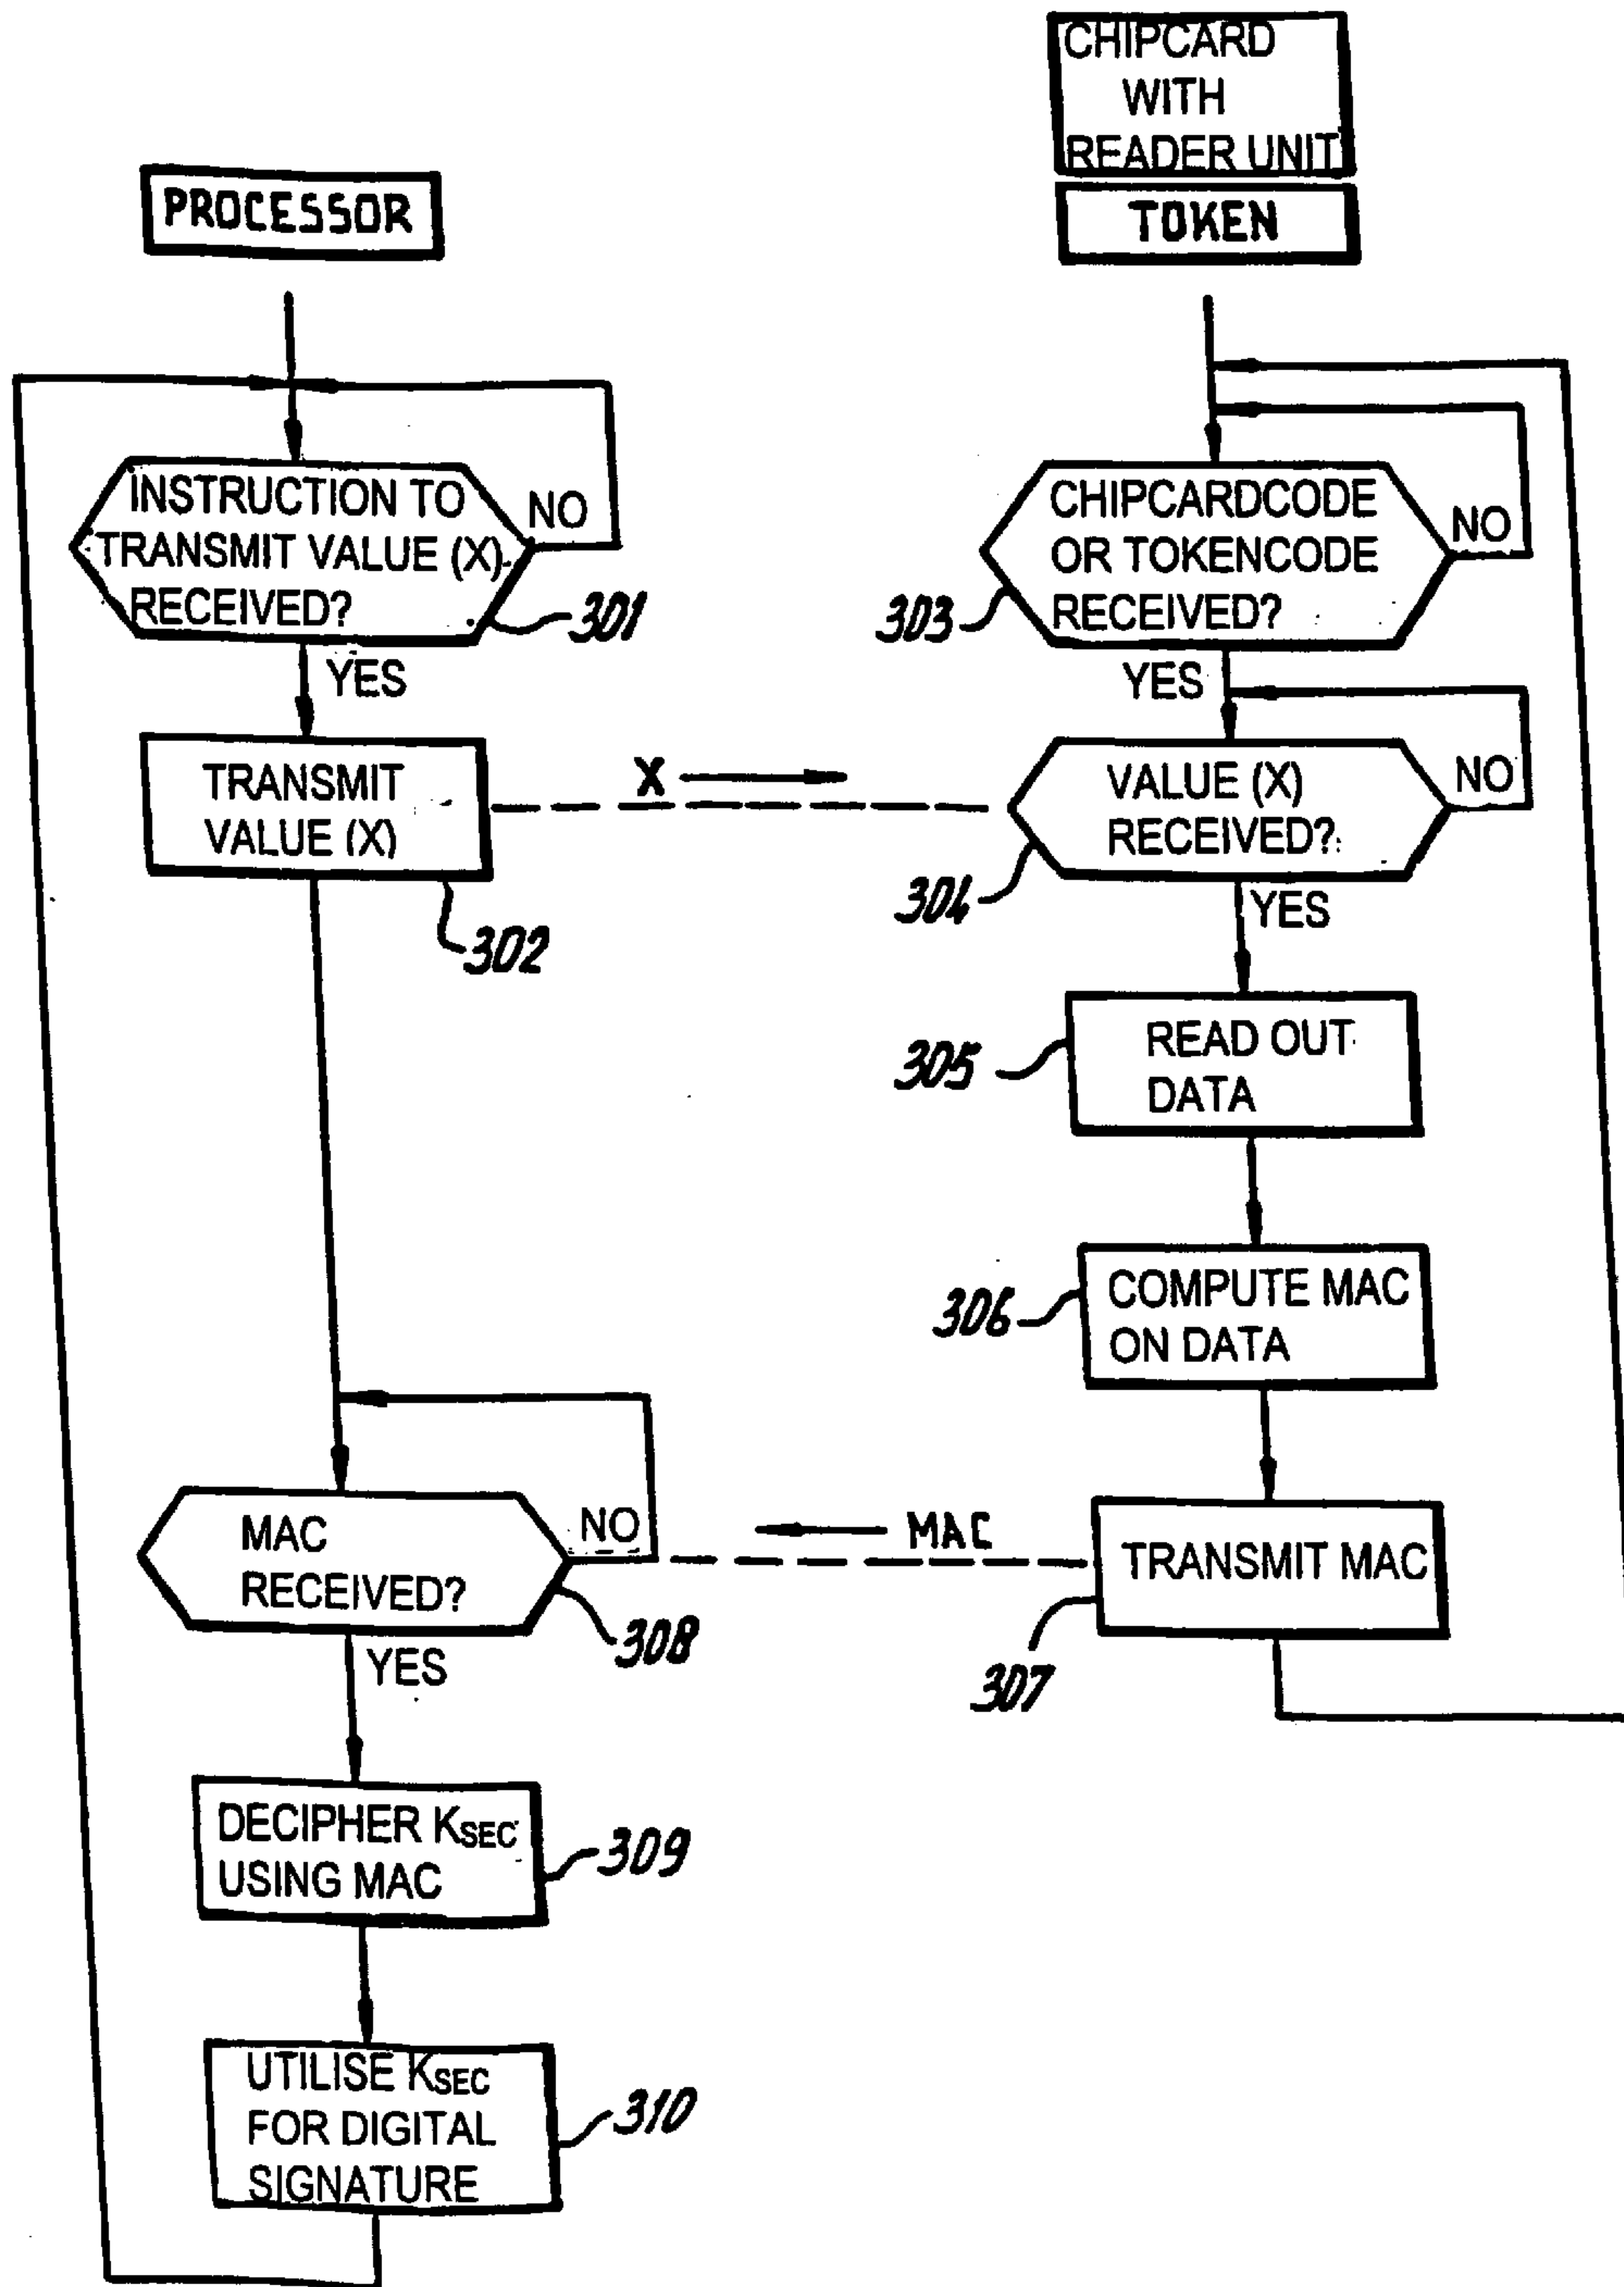 CHIPCARD
WITH
READER UNIT
TOKEN
PROCESSOR
INSTRUCTION TO
TRANSMIT VALUE (X)
RECEIVED?
NO
301
YES
TRANSMIT
VALUE (X)
302
X
CHIPCARDCODE
OR TOKENCODE
RECEIVED?
NO
303
YES
VALUE (X)
RECEIVED?
NO
304
YES
READ OUT
DATA
305
COMPUTE MAC
ON DATA
306
TRANSMIT MAC
307
MAC
MAC
RECEIVED?
NO
308
YES
DECIPHER KSEC
USING MAC
309
UTILISE KSEC
FOR DIGITAL
SIGNATURE
310